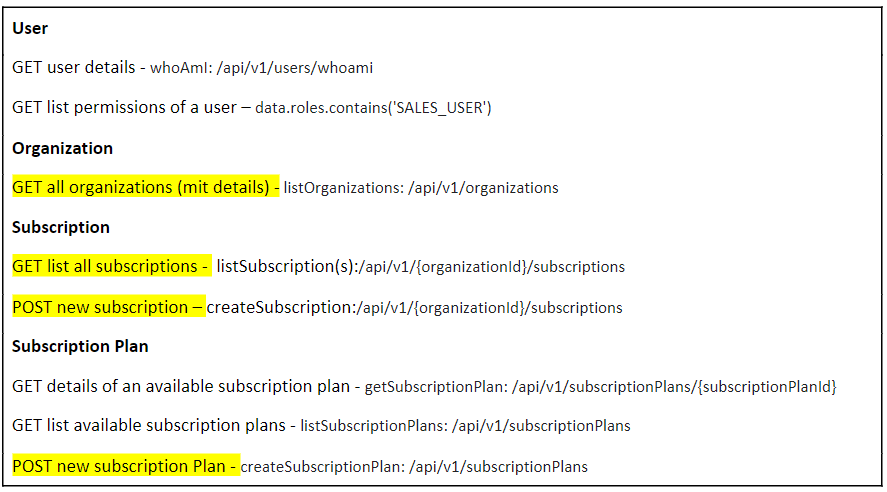 User
GET user details - whoAmI: /api/v1/users/whoami
GET list permissions of a user – data.roles.contains('SALES_USER')
Organization
GET all organizations (mit details) - listOrganizations: /api/v1/organizations
Subscription
GET list all subscriptions - listSubscription(s):/api/v1/{organizationId}/subscriptions
POST new subscription – createSubscription:/api/v1/{organizationId}/subscriptions
Subscription Plan
GET details of an available subscription plan - getSubscriptionPlan: /api/v1/subscriptionPlans/{subscriptionPlanId}
GET list available subscription plans - listSubscriptionPlans: /api/v1/subscriptionPlans
POST new subscription Plan - createSubscriptionPlan: /api/v1/subscriptionPlans